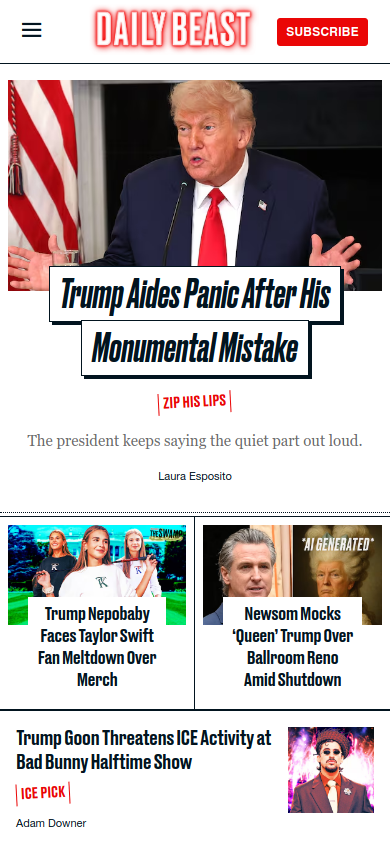 DAILY BEAST
SUBSCRIBE
Trump Aides Panic After His
Monumental Mistake
ZIP HIS LIPS
The president keeps saying the quiet part out loud.
Laura Esposito
THE SWAMP
*AI GENERATED*
Trump Nepobaby
Faces Taylor Swift
Fan Meltdown Over
Merch
Newsom Mocks
‘Queen’ Trump Over
Ballroom Reno
Amid Shutdown
Trump Goon Threatens ICE Activity at
Bad Bunny Halftime Show
ICE PICK
Adam Downer